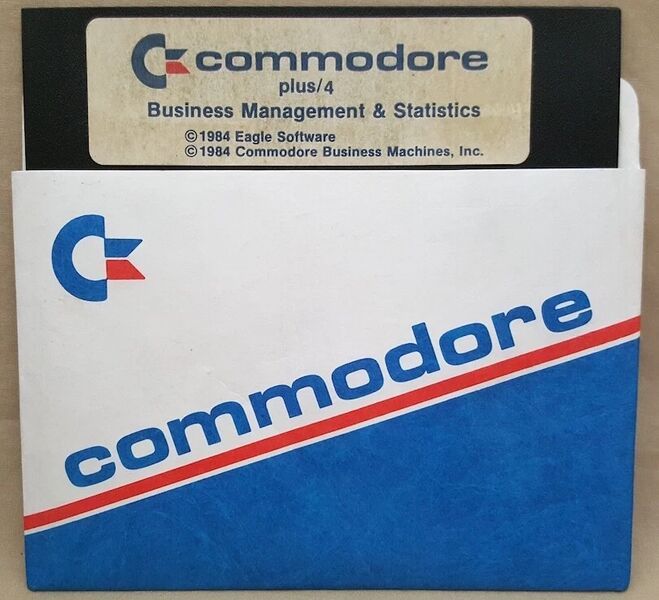 commodore
plus/4
Business Management & Statistics
©1984 Eagle Software
©1984 Commodore Business Machines, Inc.
commodore